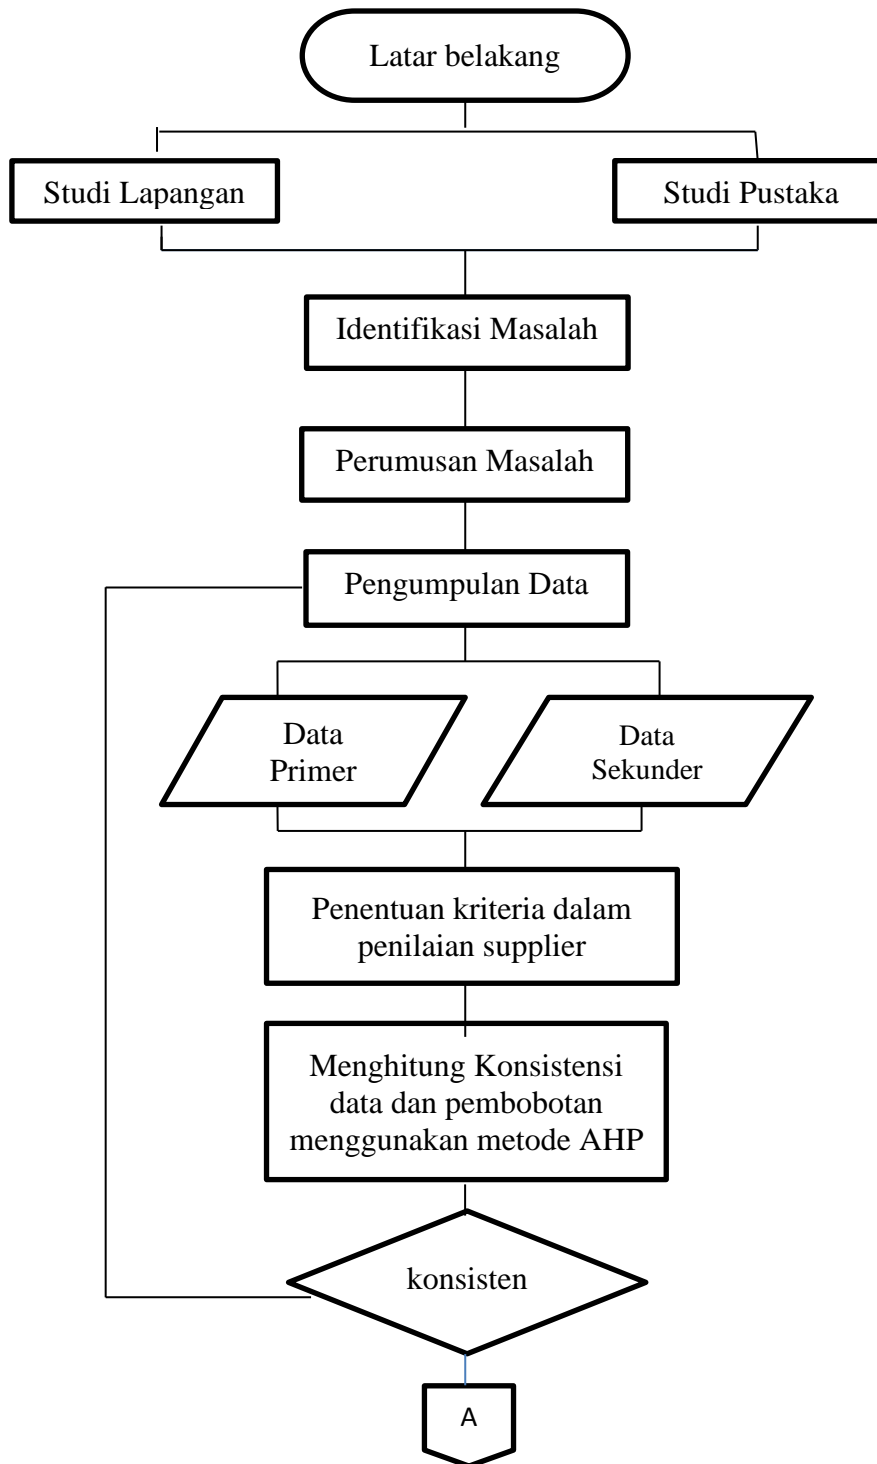 Latar belakang
Studi Lapangan
Studi Pustaka
Identifikasi Masalah
Perumusan Masalah
Pengumpulan Data
Data
Primer
Data
Sekunder
Penentuan kriteria dalam
penilaian supplier
Menghitung Konsistensi
data dan pembobotan
menggunakan metode AHP
konsisten
A